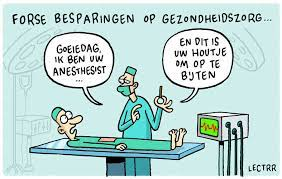 FORSE BESPARINGEN OP GEZONDHEIDSZORG...
GOEIEDAG,
IK BEN UW
ANESTHESIST...
EN DIT IS
UW HOUTJE
OM OP TE
BIJTEN
LECTRR